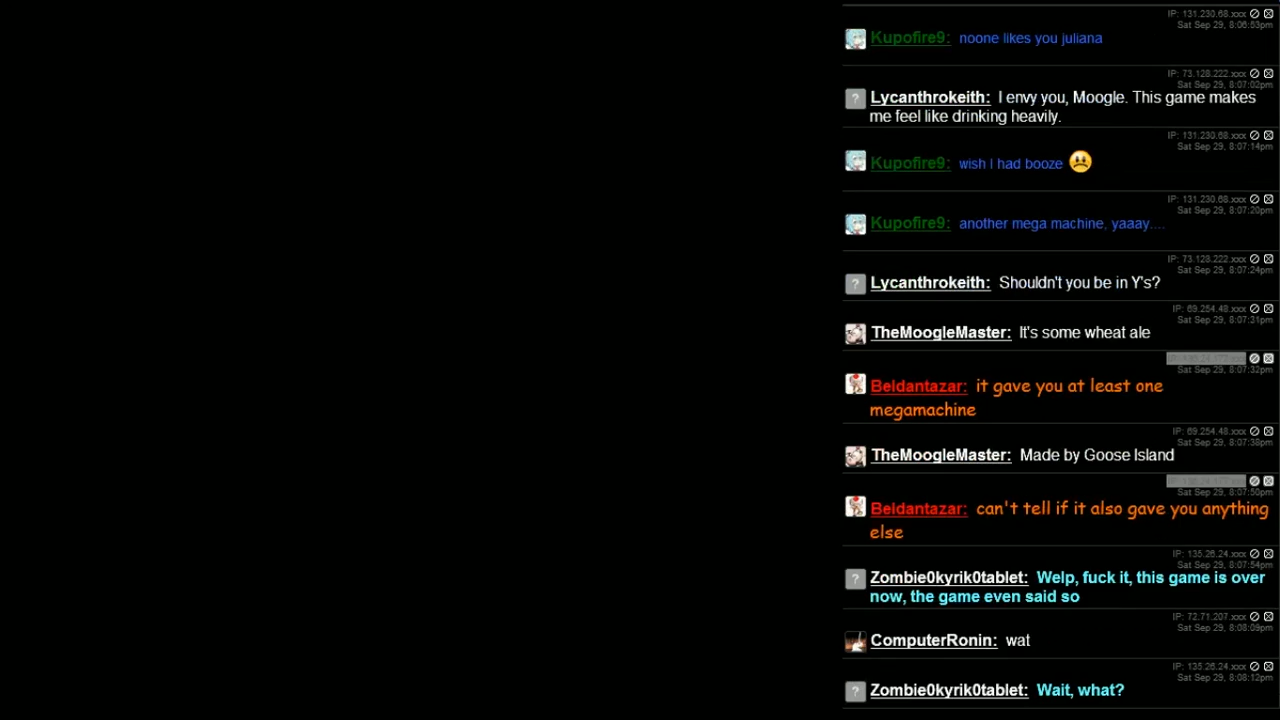 IP: 131.230.68.xxx
Sat Sep 29, 8:06:53pm
Kupofire9: noone likes you juliana
IP: 73.128.222.xxx
Sat Sep 29, 8:07:02pm
Lycanthrokeith: I envy you, Moogle. This game makes
me feel like drinking heavily.
IP: 131.230.68.xxx
Sat Sep 29, 8:07:14pm
Kupofire9: wish I had booze
IP: 131.230.68.xxx
Sat Sep 29, 8:07:20pm
Kupofire9: another mega machine, yaaay....
IP: 73.128.222.xxx
Sat Sep 29, 8:07:24pm
Lycanthrokeith: Shouldn't you be in Y's?
IP: 69.254.48.xxx
Sat Sep 29, 8:07:31pm
TheMoogleMaster: It's some wheat ale
Sat Sep 29, 8:07:32pm
Beldantazar: it gave you at least one
megamachine
IP: 69.254.48.xxx
Sat Sep 29, 8:07:38pm
TheMoogleMaster: Made by Goose Island
Sat Sep 29, 8:07:50pm
Beldantazar: can't tell if it also gave you anything
else
IP: 135.26.24.xxx
Sat Sep 29, 8:07:54pm
Zombie0kyrik0tablet: Welp, fuck it, this game is over
now, the game even said so
IP: 72.71.207.xxx
Sat Sep 29, 8:08:09pm
ComputerRonin: wat
IP: 135.26.24.xxx
Sat Sep 29, 8:08:12pm
Zombie0kyrik0tablet: Wait, what?